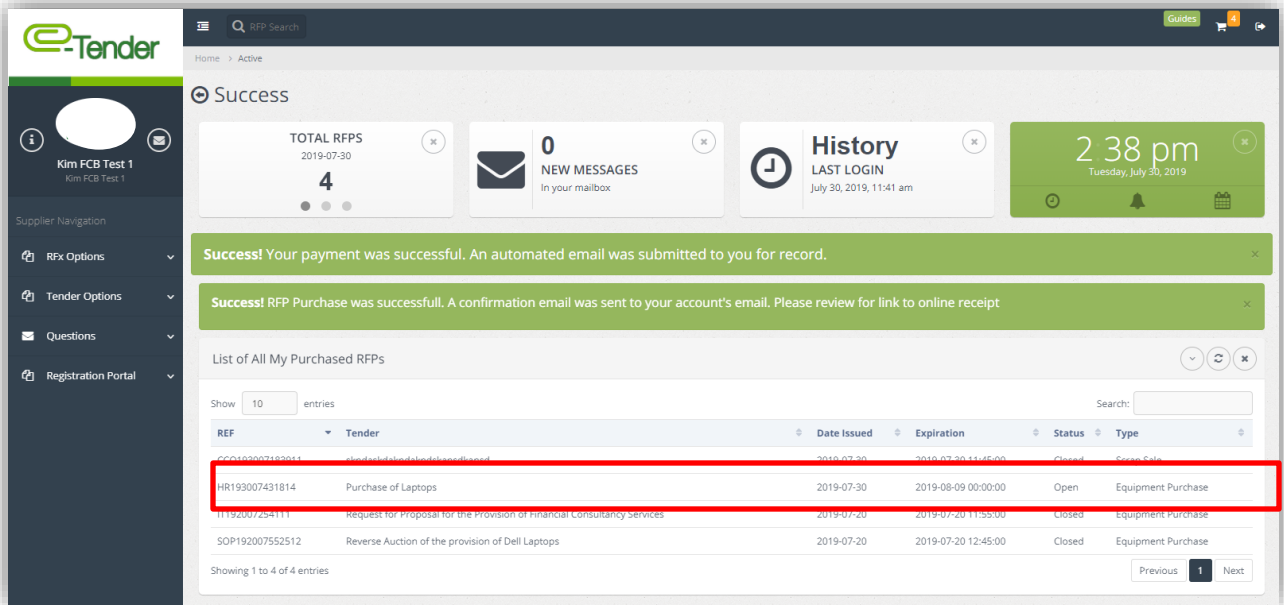 e-Tender
RFP Search
Guides
4
Home > Active
Success
Kim FCB Test 1
Kim FCB Test 1
Supplier Navigation
RFx Options
Tender Options
Questions
Registration Portal
TOTAL RFPS
2019-07-30
4
0
NEW MESSAGES
In your mailbox
History
LAST LOGIN
July 30, 2019, 11:41 am
2:38 pm
Tuesday, July 30, 2019
Success! Your payment was successful. An automated email was submitted to you for record.
Success! RFP Purchase was successfull. A confirmation email was sent to your account's email. Please review for link to online receipt
List of All My Purchased RFPs
Show 10 entries
Search:
REF Tender Date Issued Expiration Status Type
2019-07-30 2019-07-30 11:45:00 Closed Scrap Sale
HR193007431814 Purchase of Laptops 2019-07-30 2019-08-09 00:00:00 Open Equipment Purchase
IT192007254111 Request for Proposal for the Provision of Financial Consultancy Services 2019-07-20 2019-07-20 11:55:00 Closed Equipment Purchase
SOP192007552512 Reverse Auction of the provision of Dell Laptops 2019-07-20 2019-07-20 12:45:00 Closed Equipment Purchase
Showing 1 to 4 of 4 entries
Previous 1 Next